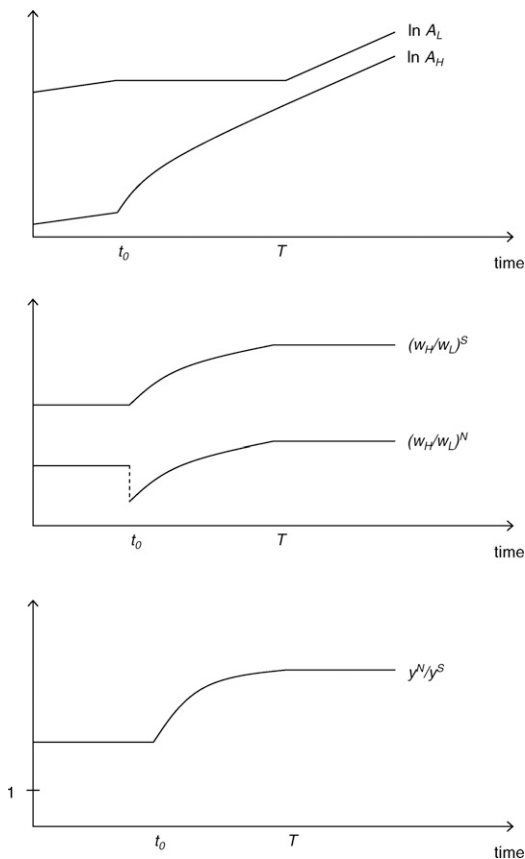 ln A_L
ln A_H
t_0 T
time
(w_H/w_L)^S
(w_H/w_L)^N
t_0 T
time
y^N/y^S
1
t_0 T
time